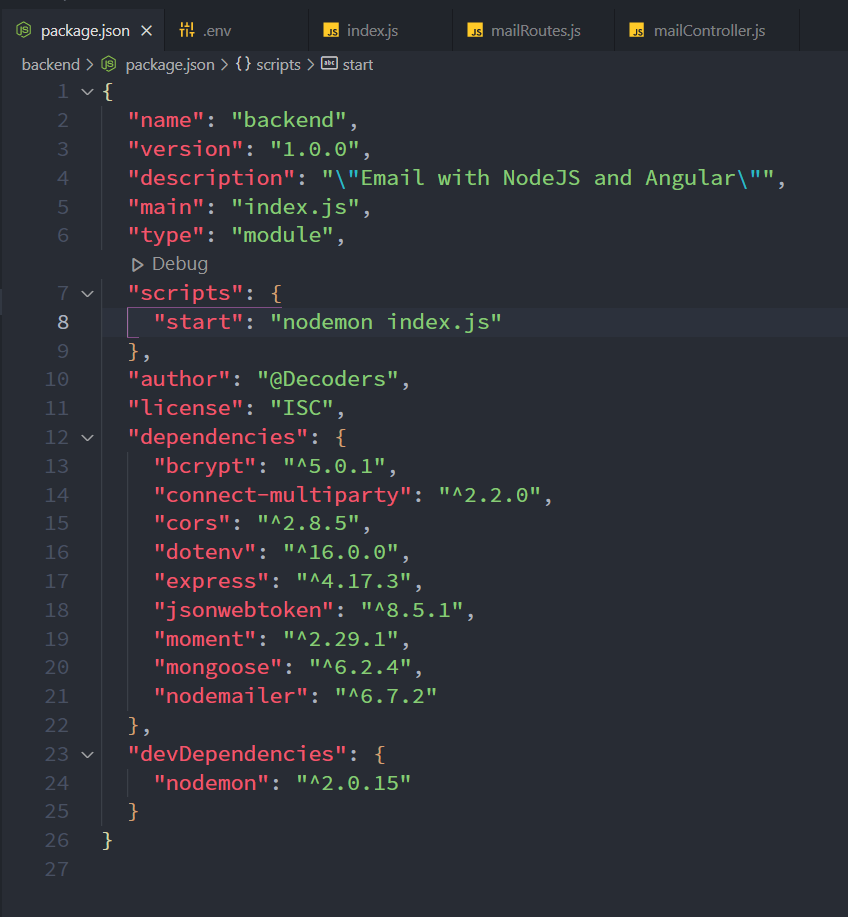 package.json
.env
index.js
mailRoutes.js
mailController.js
backend > package.json > {} scripts > abc start
1 {
2 "name": "backend",
3 "version": "1.0.0",
4 "description": "\"Email with NodeJS and Angular\"",
5 "main": "index.js",
6 "type": "module",
Debug
7 "scripts": {
8 "start": "nodemon index.js"
9 },
10 "author": "@Decoders",
11 "license": "ISC",
12 "dependencies": {
13 "bcrypt": "^5.0.1",
14 "connect-multiparty": "^2.2.0",
15 "cors": "^2.8.5",
16 "dotenv": "^16.0.0",
17 "express": "^4.17.3",
18 "jsonwebtoken": "^8.5.1",
19 "moment": "^2.29.1",
20 "mongoose": "^6.2.4",
21 "nodemailer": "^6.7.2"
22 },
23 "devDependencies": {
24 "nodemon": "^2.0.15"
25 }
26 }
27